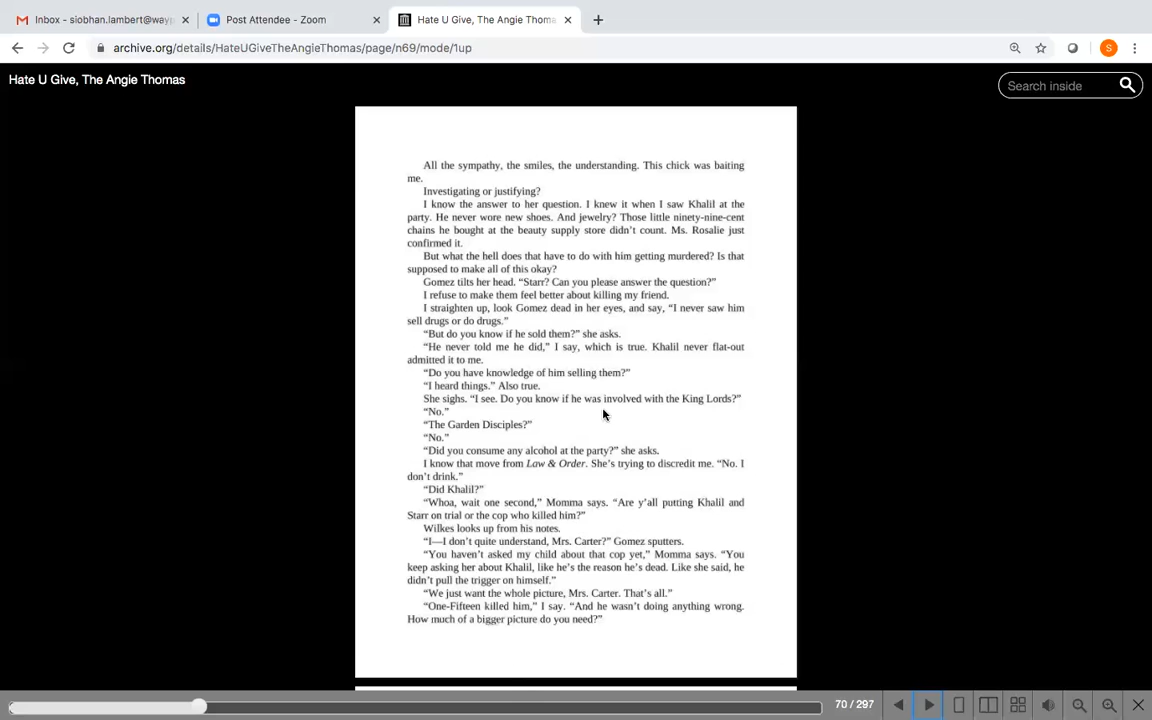 Inbox - siobhan.lambert@wayp
Post Attendee - Zoom
Hate U Give, The Angie Thoma
archive.org/details/HateUGiveTheAngieThomas/page/n69/mode/1up
S
Hate U Give, The Angie Thomas
Search inside
All the sympathy, the smiles, the understanding. This chick was baiting
me.
Investigating or justifying?
I know the answer to her question. I knew it when I saw Khalil at the
party. He never wore new shoes. And jewelry? Those little ninety-nine-cent
chains he bought at the beauty supply store didn’t count. Ms. Rosalie just
confirmed it.
But what the hell does that have to do with him getting murdered? Is that
supposed to make all of this okay?
Gomez tilts her head. “Starr? Can you please answer the question?”
I refuse to make them feel better about killing my friend.
I straighten up, look Gomez dead in her eyes, and say, “I never saw him
sell drugs or do drugs.”
“But do you know if he sold them?” she asks.
“He never told me he did,” I say, which is true. Khalil never flat-out
admitted it to me.
“Do you have knowledge of him selling them?”
“I heard things.” Also true.
She sighs. “I see. Do you know if he was involved with the King Lords?”
“No.”
“The Garden Disciples?”
“No.”
“Did you consume any alcohol at the party?” she asks.
I know that move from Law & Order. She’s trying to discredit me. “No. I
don’t drink.”
“Did Khalil?”
“Whoa, wait one second,” Momma says. “Are y’all putting Khalil and
Starr on trial or the cop who killed him?”
Wilkes looks up from his notes.
“I—I don’t quite understand, Mrs. Carter?” Gomez sputters.
“You haven’t asked my child about that cop yet,” Momma says. “You
keep asking her about Khalil, like he’s the reason he’s dead. Like she said, he
didn’t pull the trigger on himself.”
“We just want the whole picture, Mrs. Carter. That’s all.”
“One-Fifteen killed him,” I say. “And he wasn’t doing anything wrong.
How much of a bigger picture do you need?”
70 / 297